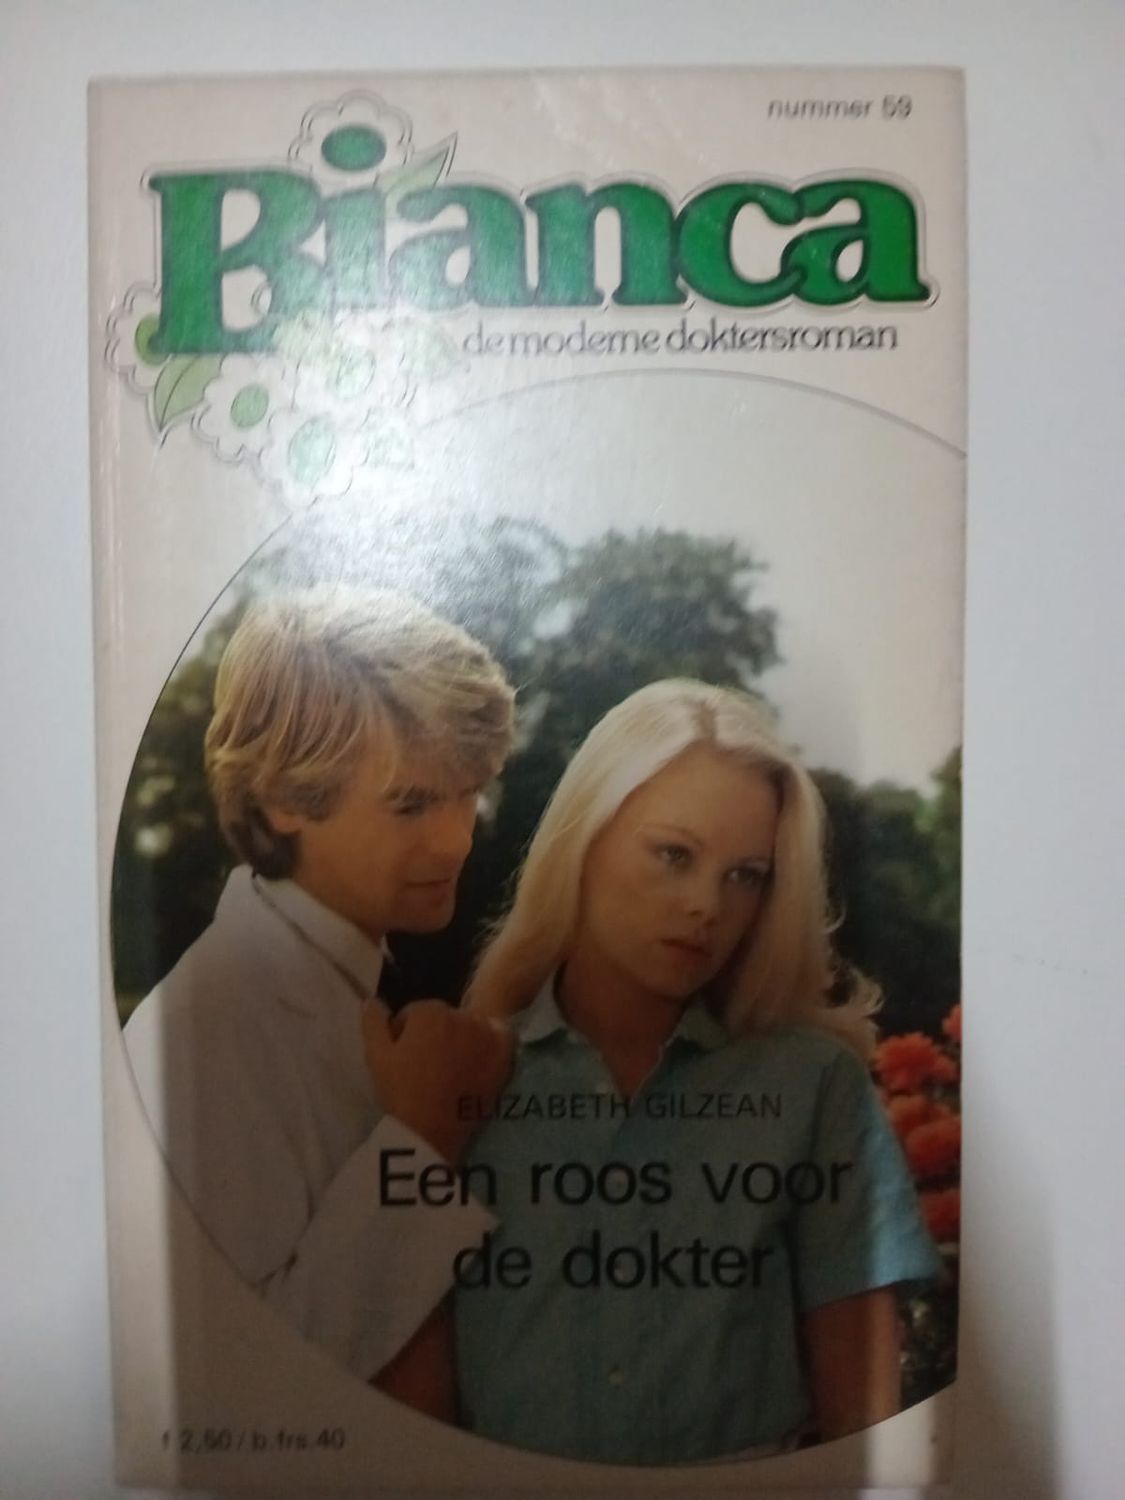 nummer 59
Bianca
de moderne doktersroman
ELIZABETH GILZEAN
Een roos voor
de dokter
f 2,50 / b.frs. 40